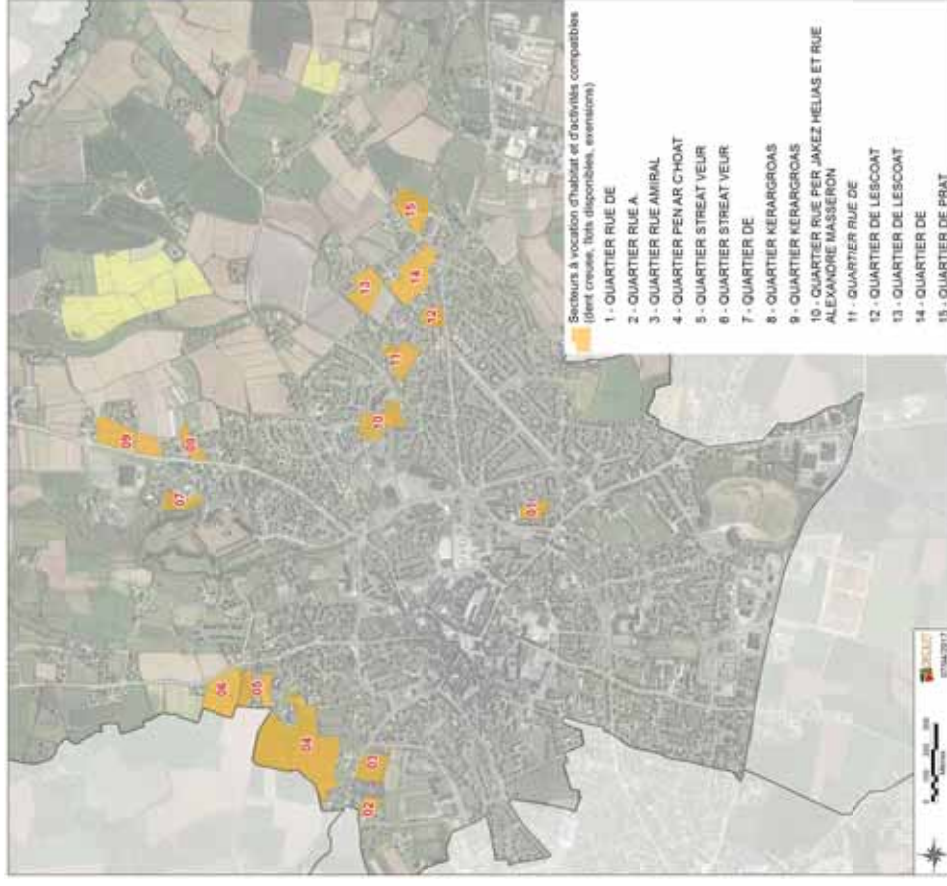 Secteurs à vocation d'habitat et d'activités compatibles
(dent creuse, îlots disponibles, exensions)
1 - QUARTIER RUE DE
2 - QUARTIER RUE A.
3 - QUARTIER RUE AMIRAL
4 - QUARTIER PEN AR C'HOAT
5 - QUARTIER STREAT VEUR
6 - QUARTIER STREAT VEUR
7 - QUARTIER DE
8 - QUARTIER KERARGROAS
9 - QUARTIER KERARGROAS
10 - QUARTIER RUE PER JAKEZ HELIAS ET RUE
ALEXANDRE MASSERON
11 - QUARTIER RUE DE
12 - QUARTIER DE LESCOAT
13 - QUARTIER DE LESCOAT
14 - QUARTIER DE
15 - QUARTIER DE PRAT
09
08
07
06
05
04
03
02
01
10
11
12
13
14
15